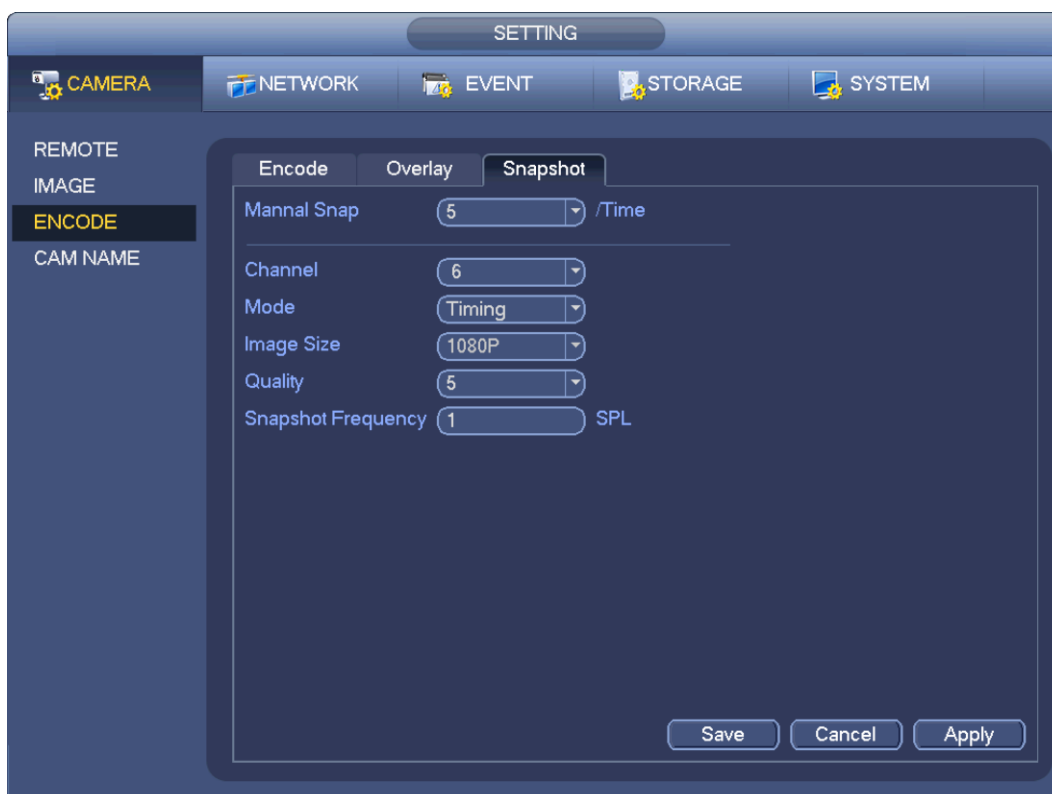 SETTING
CAMERA NETWORK EVENT STORAGE SYSTEM
REMOTE
IMAGE
ENCODE
CAM NAME
Encode Overlay Snapshot
Mannal Snap 5 /Time
Channel 6
Mode Timing
Image Size 1080P
Quality 5
Snapshot Frequency 1 SPL
Save Cancel Apply